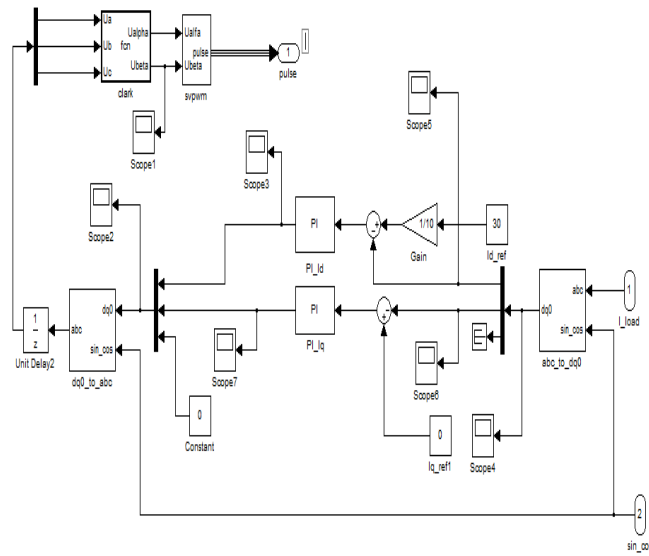 Ua
Ub
Uc
fcn
Ualpha
Ubeta
clark
Ualfa
pulse
Ubeta
svpwm
1
pulse
Scope1
Scope5
Scope3
Scope2
PI
PI_Id
1/10
Gain
30
Id_ref
abc
dq0
sin_cos
abc_to_dq0
1
I_load
dq0
abc
sin_cos
dq0_to_abc
1
z
Unit Delay2
PI
PI_Iq
Scope7
Scope6
0
Constant
0
Iq_ref1
Scope4
2
sin_co